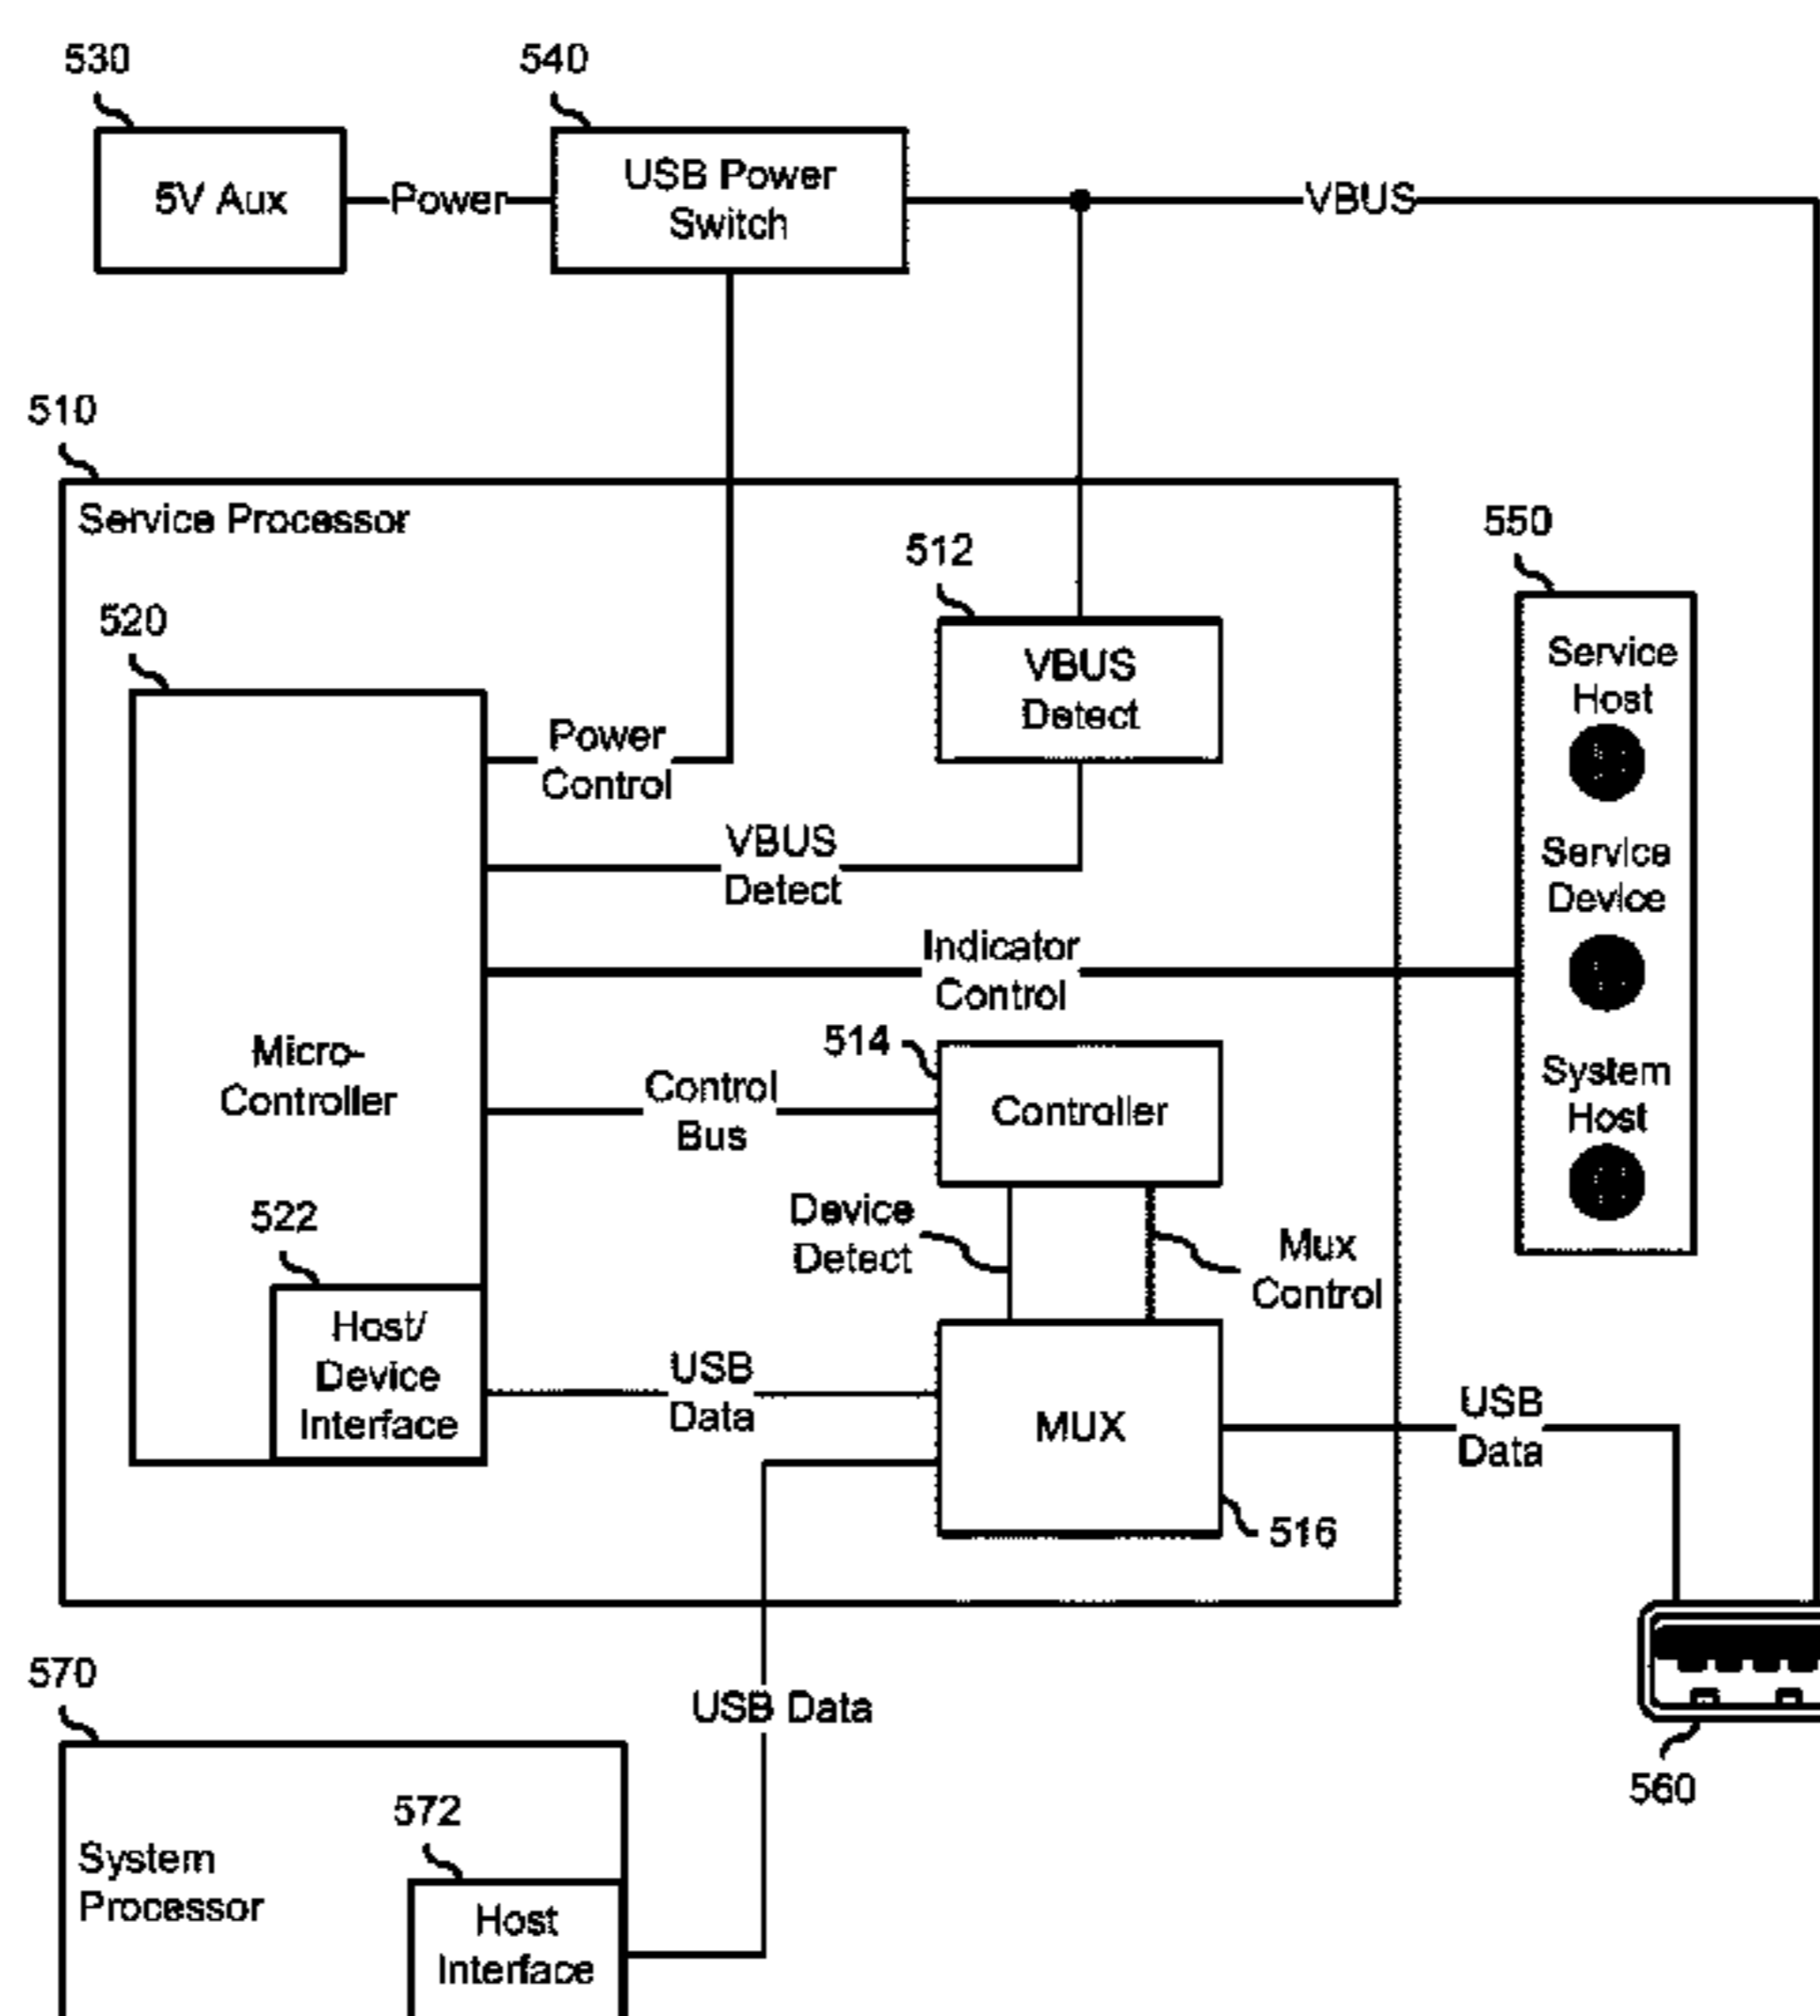 530
540
5V Aux
Power
USB Power
Switch
VBUS
510
Service Processor
550
512
520
VBUS
Detect
Service
Host
Power
Control
VBUS
Detect
Service
Device
Indicator
Control
514
Micro-
Controller
Control
Bus
Controller
System
Host
522
Device
Detect
Mux
Control
Host/
Device
Interface
USB
Data
MUX
USB
Data
516
570
USB Data
560
572
System
Processor
Host
Interface